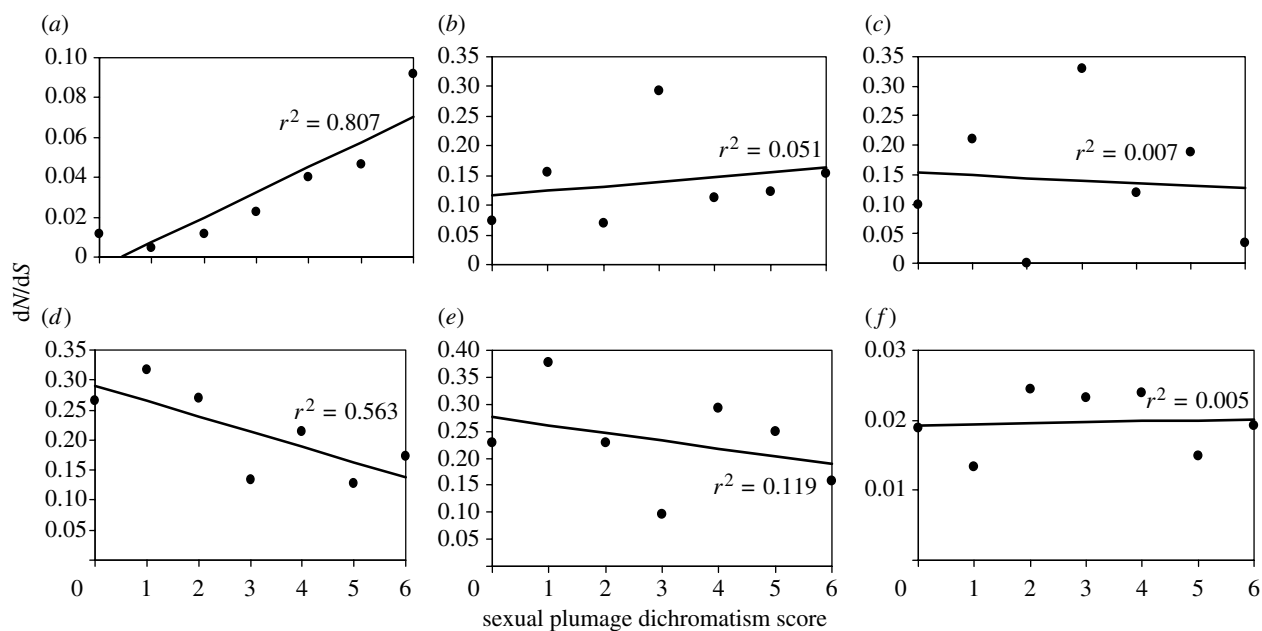 (a)
0.10
0.08
0.06
0.04
0.02
0
r² = 0.807
(b)
0.35
0.30
0.25
0.20
0.15
0.10
0.05
0
r² = 0.051
(c)
0.35
0.30
0.25
0.20
0.15
0.10
0.05
0
r² = 0.007
dN/dS
(d)
0.35
0.30
0.25
0.20
0.15
0.10
0.05
r² = 0.563
0 1 2 3 4 5 6
(e)
0.40
0.35
0.30
0.25
0.20
0.15
0.10
0.05
r² = 0.119
0 1 2 3 4 5 6
(f)
0.03
0.02
0.01
r² = 0.005
0 1 2 3 4 5 6
sexual plumage dichromatism score